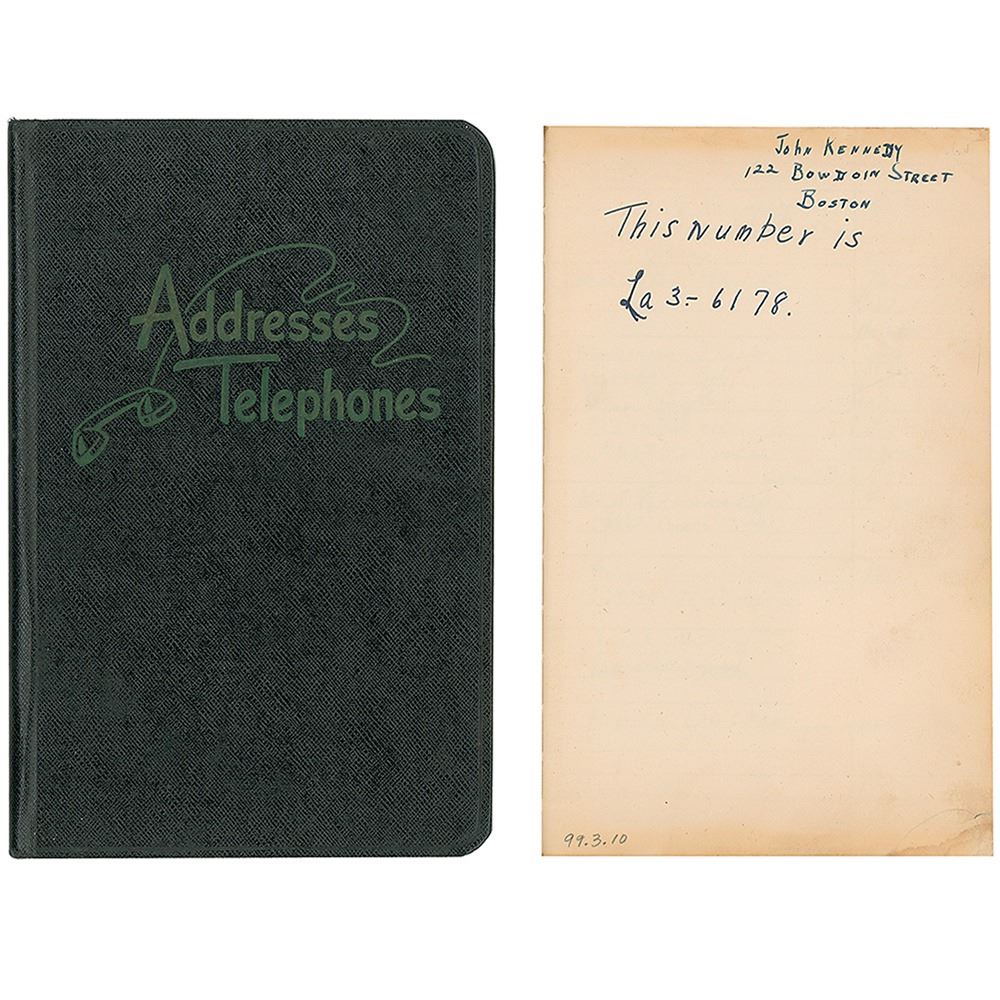 Addresses
Telephones
John Kennedy
122 Bowdoin Street
Boston
This number is
La 3-6178.
99.3.10